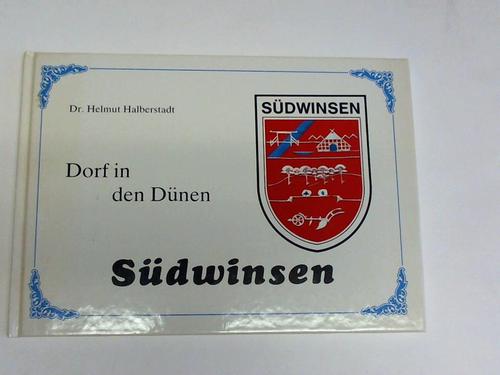 Dr. Helmut Halberstadt
SÜDWINSEN
Dorf in
den Dünen
Südwinsen